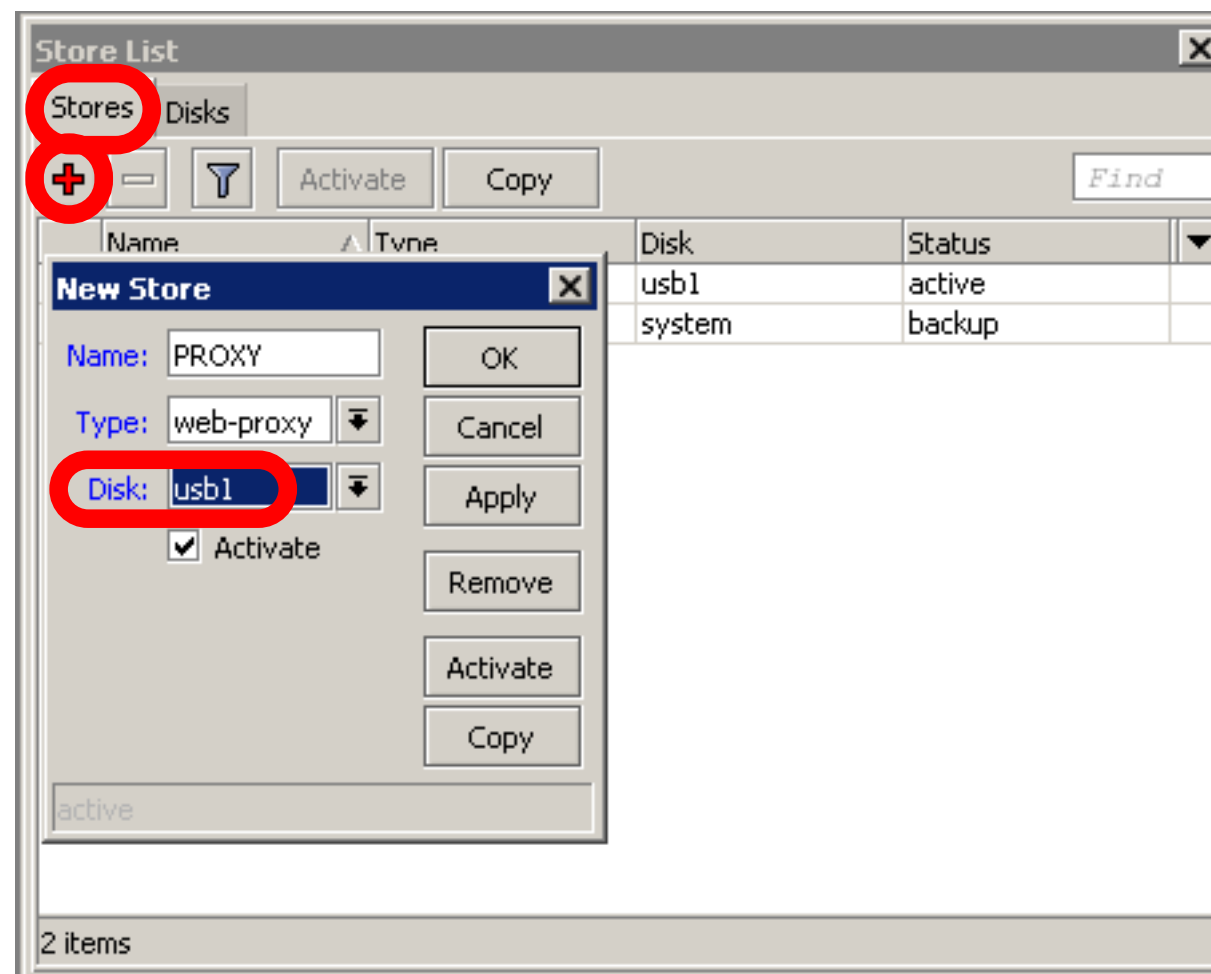 Store List
Stores Disks
Activate Copy Find
Name Type Disk Status
usb1 active
system backup
New Store
Name: PROXY OK
Type: web-proxy Cancel
Disk: usb1 Apply
Activate
Remove
Activate
Copy
active
2 items